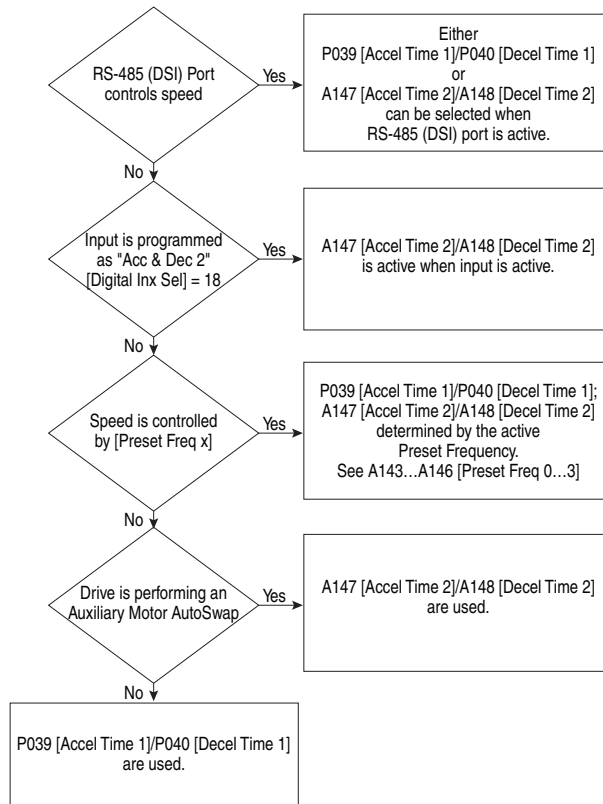 RS-485 (DSI) Port
controls speed
Yes
Either
P039 [Accel Time 1]/P040 [Decel Time 1]
or
A147 [Accel Time 2]/A148 [Decel Time 2]
can be selected when
RS-485 (DSI) port is active.
No
Input is programmed
as "Acc & Dec 2"
[Digital Inx Sel] = 18
Yes
A147 [Accel Time 2]/A148 [Decel Time 2]
is active when input is active.
No
Speed is controlled
by [Preset Freq x]
Yes
P039 [Accel Time 1]/P040 [Decel Time 1];
A147 [Accel Time 2]/A148 [Decel Time 2]
determined by the active
Preset Frequency.
See A143...A146 [Preset Freq 0...3]
No
Drive is performing an
Auxiliary Motor AutoSwap
Yes
A147 [Accel Time 2]/A148 [Decel Time 2]
are used.
No
P039 [Accel Time 1]/P040 [Decel Time 1]
are used.